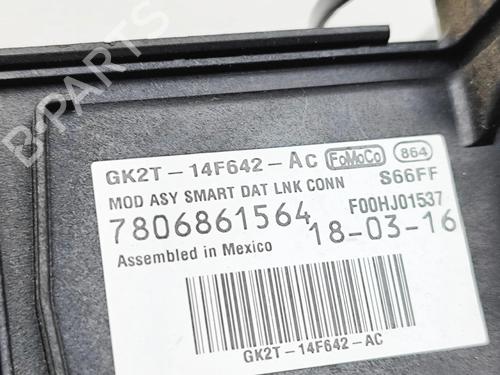 GK2T-14F642-AC FoMoCo 864
MOD ASY SMART DAT LNK CONN S66FF
7806861564 F00HJ01537
Assembled in Mexico 18-03-16
GK2T-14F642-AC
B-PARTS